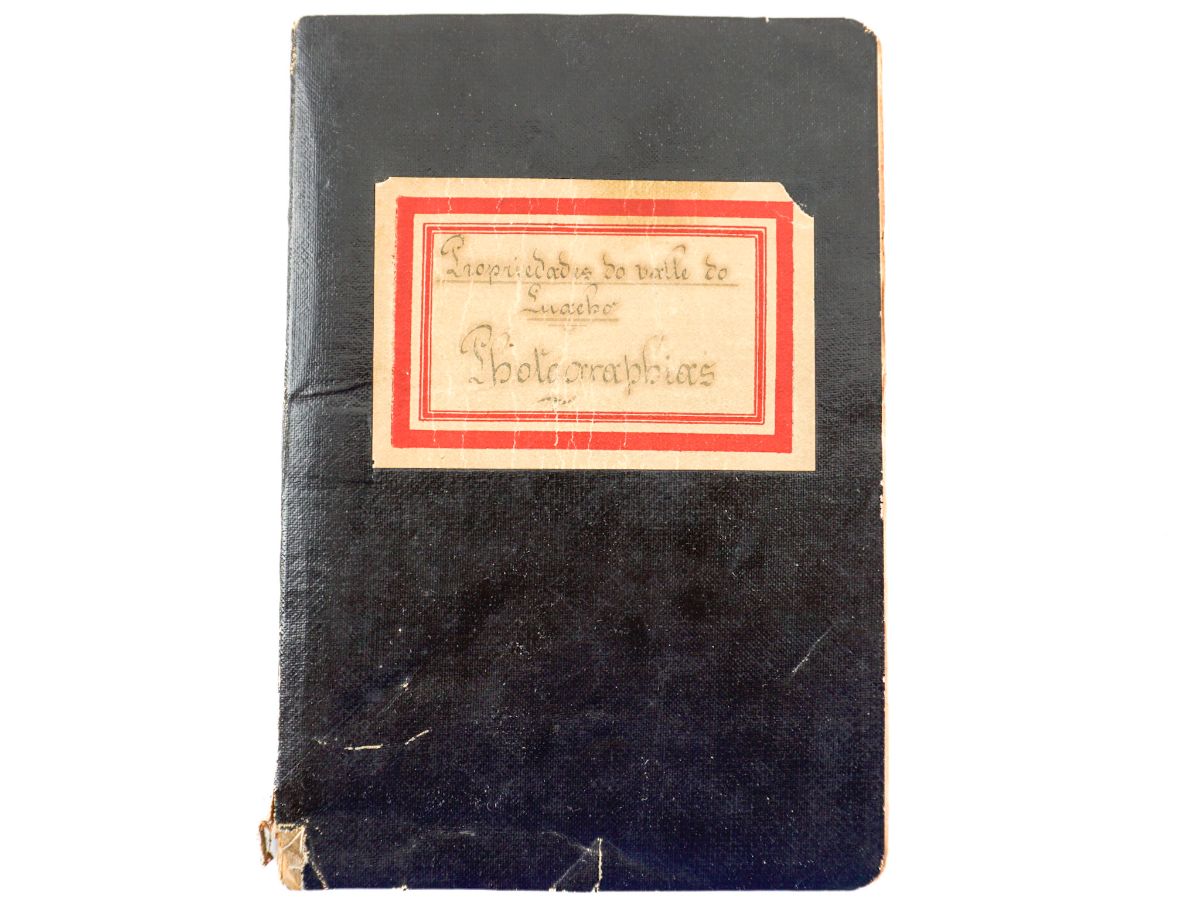 Propriedades do valle do
Luacho
Photographias